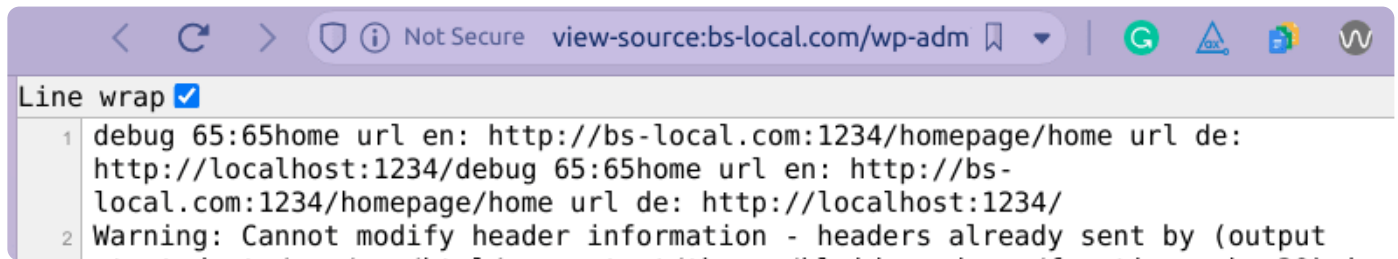 Not Secure view-source:bs-local.com/wp-adm
Line wrap
1 debug 65:65home url en: http://bs-local.com:1234/homepage/home url de:
http://localhost:1234/debug 65:65home url en: http://bs-
local.com:1234/homepage/home url de: http://localhost:1234/
2 Warning: Cannot modify header information - headers already sent by (output